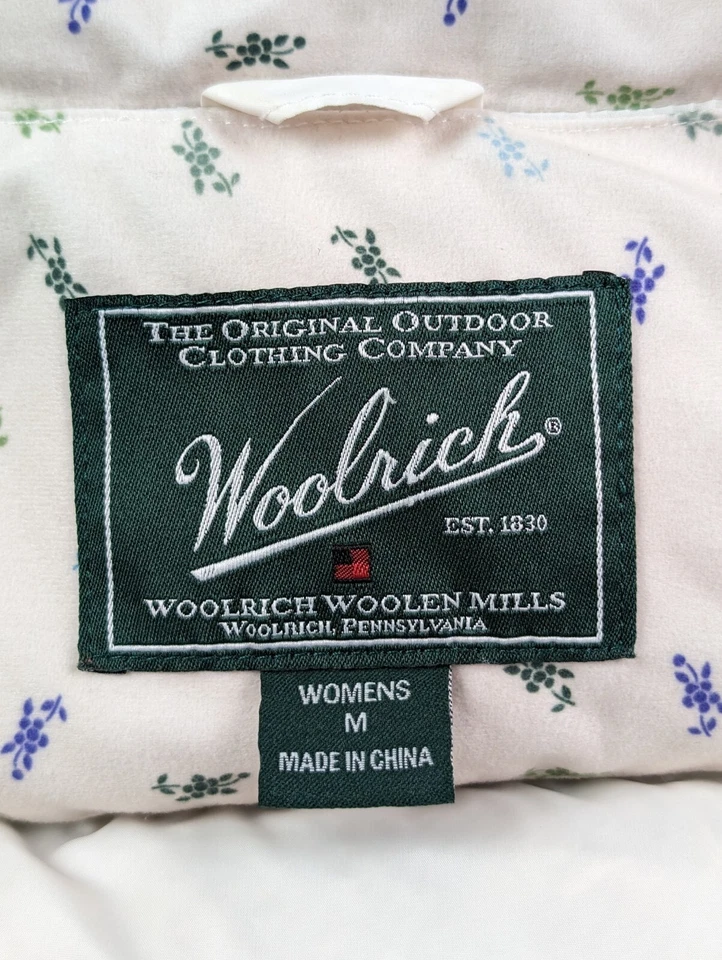 THE ORIGINAL OUTDOOR
CLOTHING COMPANY
Woolrich®
EST. 1830
WOOLRICH WOOLEN MILLS
WOOLRICH, PENNSYLVANIA
WOMENS
M
MADE IN CHINA